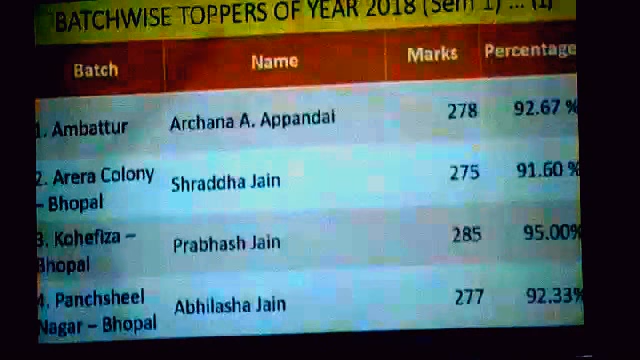 BATCHWISE TOPPERS OF YEAR 2018 (Sem 1) ... (1)
Batch Name Marks Percentage
1. Ambattur Archana A. Appandai 278 92.67 %
2. Arera Colony – Bhopal Shraddha Jain 275 91.60 %
3. Kohefiza – Bhopal Prabhash Jain 285 95.00%
4. Panchsheel Nagar – Bhopal Abhilasha Jain 277 92.33%